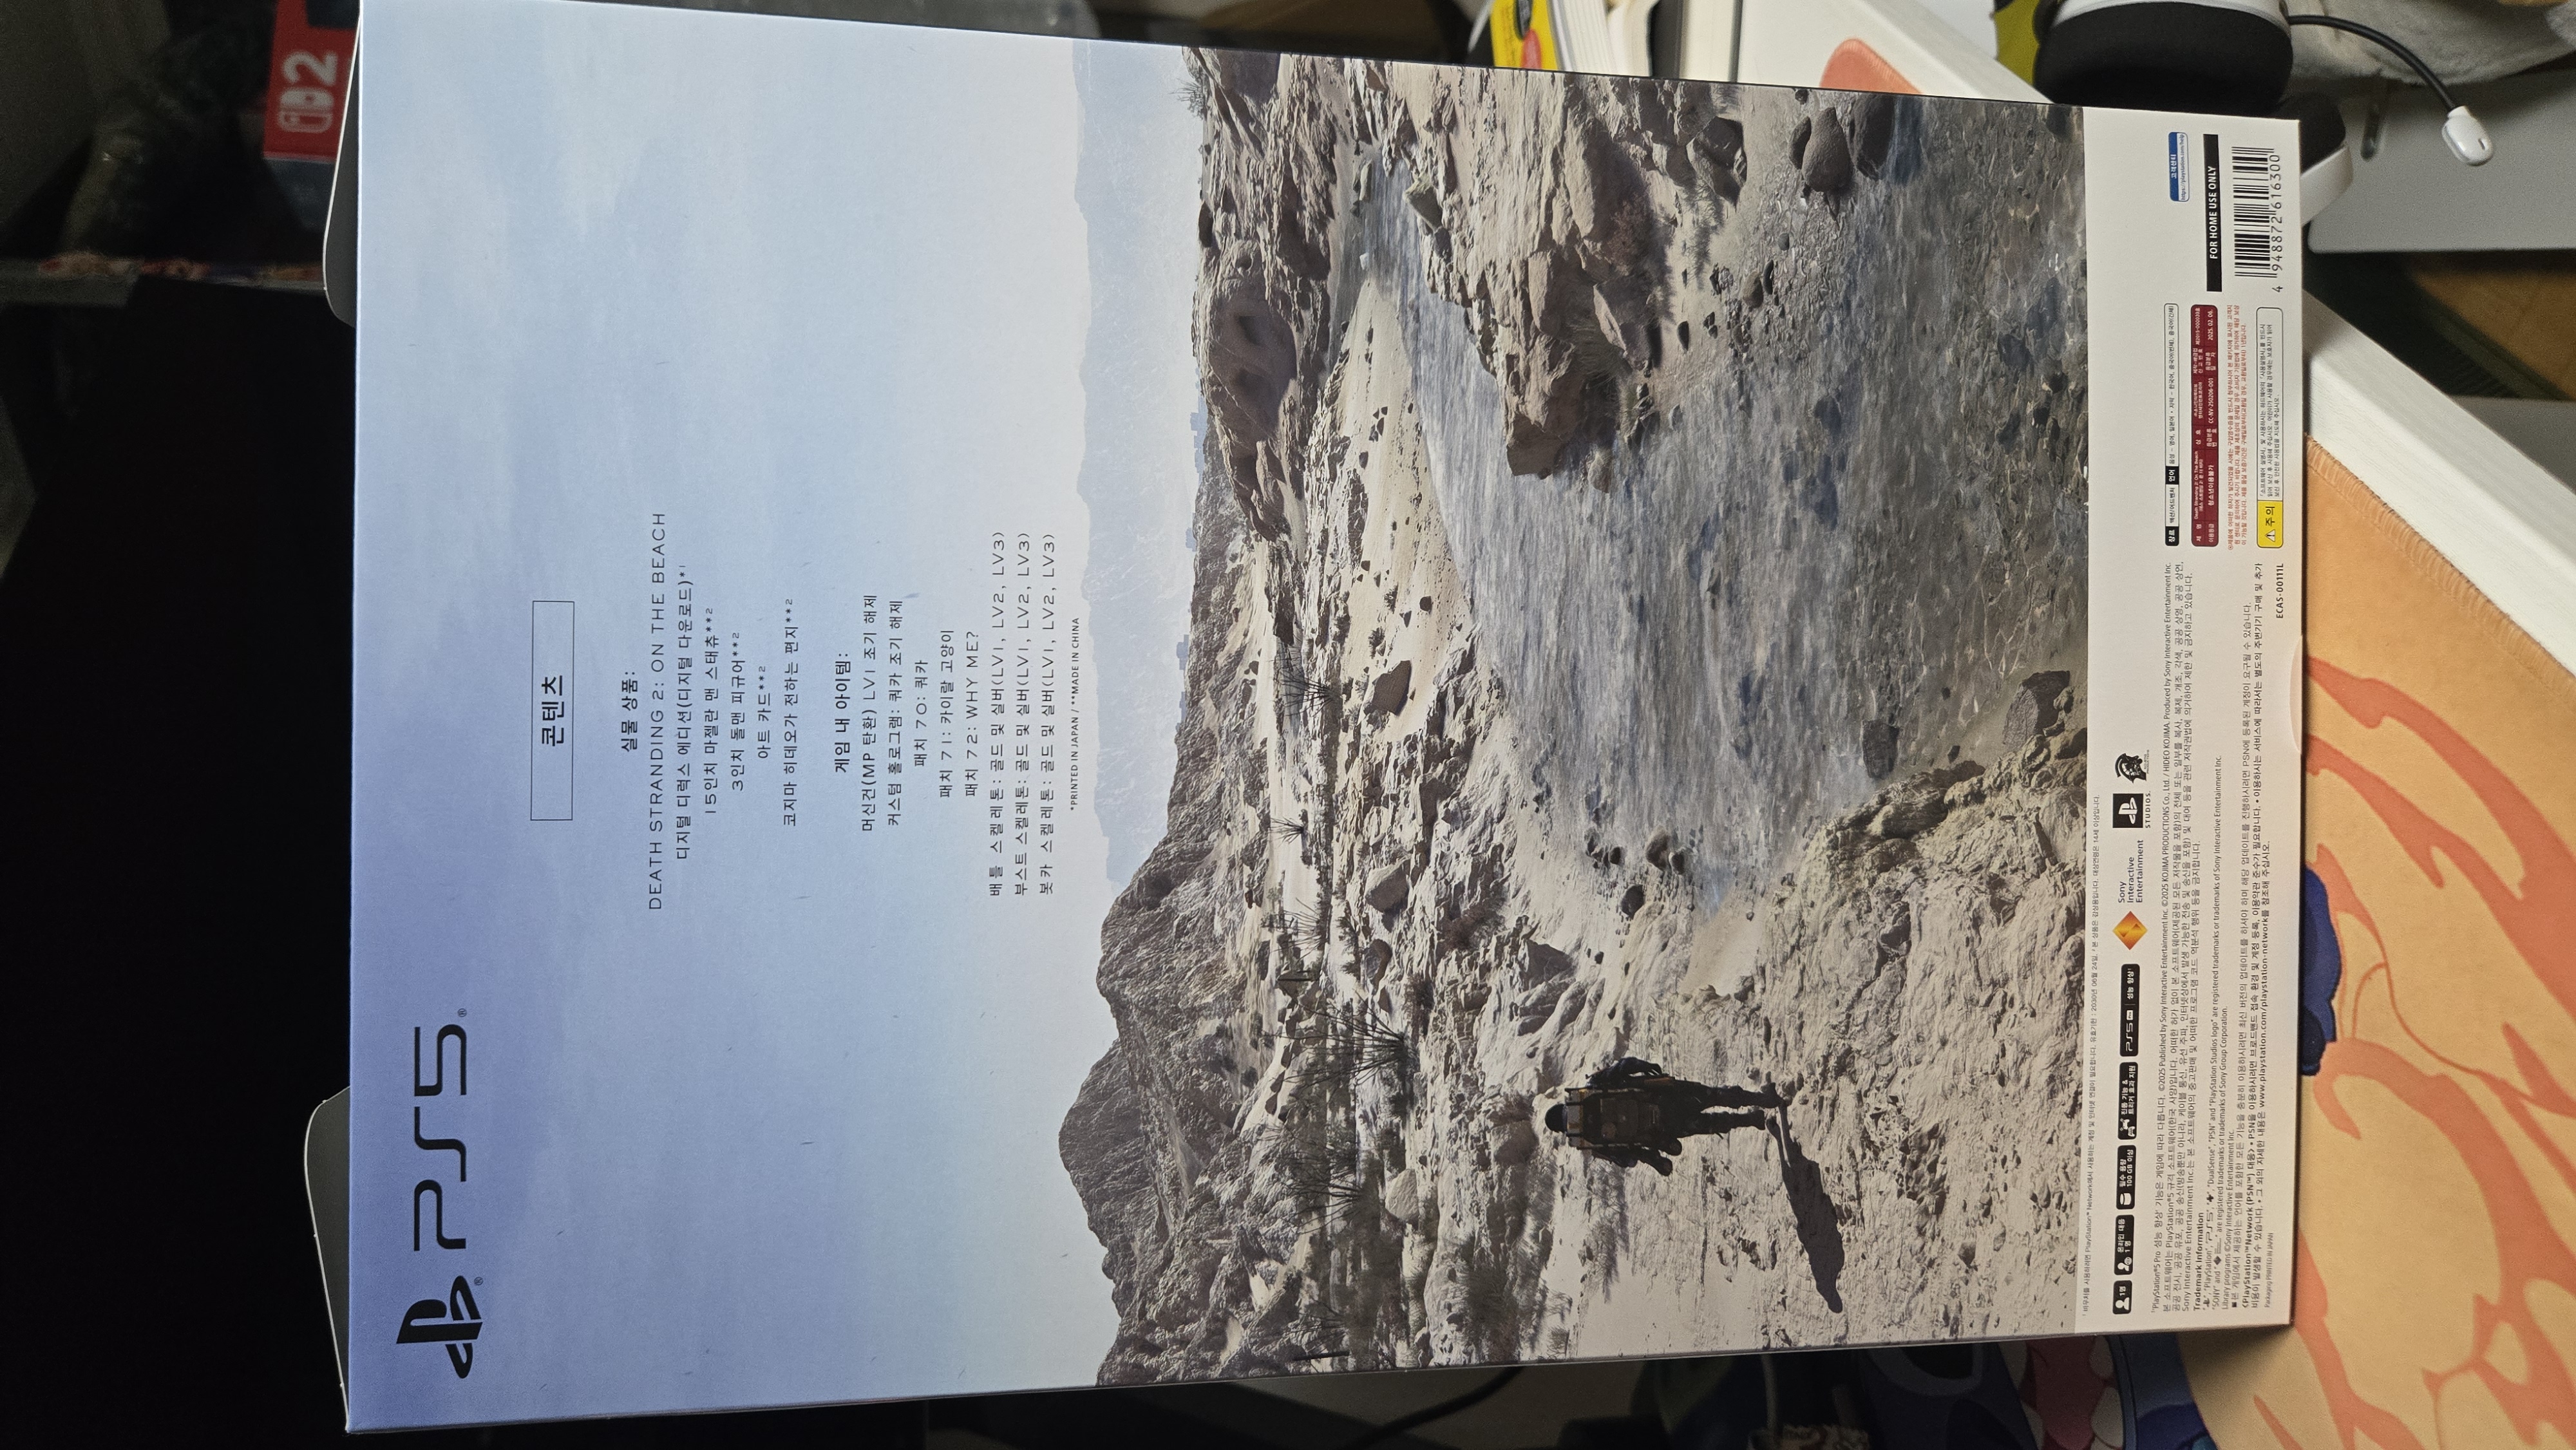 2
PS5®
콘텐츠
실물 상품:
DEATH STRANDING 2: ON THE BEACH
디지털 디럭스 에디션(디지털 다운로드)*¹
15인치 마젤란 맨 스태츄**²
3인치 돌맨 피규어**²
아트 카드**²
코지마 히데오가 전하는 편지**²
게임 내 아이템:
머신건(MP 탄환) LV1 조기 해제
커스텀 홀로그램: 쿼카 조기 해제
패치 70: 쿼카
패치 71: 카이랄 고양이
패치 72: WHY ME?
배틀 스켈레톤: 골드 및 실버(LV1, LV2, LV3)
부스트 스켈레톤: 골드 및 실버(LV1, LV2, LV3)
봇카 스켈레톤: 골드 및 실버(LV1, LV2, LV3)
*PRINTED IN JAPAN / **MADE IN CHINA
¹ 바우처를 사용하려면 PlayStation® Network에서 사용하는 계정 및 인터넷 연결이 필요합니다. 유효기한 : 2030년 06월 24일. ² 본 상품은 감상용입니다. 대상연령은 14세 이상입니다.
1명
온라인 대응 1 명
필수 용량 100 GB 이상
진동 기능 & 트리거 효과 지원
PS5 PRO 성능 향상
Sony Interactive Entertainment
STUDIOS
PlayStation®5 Pro 성능 향상' 기능은 게임에 따라 다릅니다. ©2025 Published by Sony Interactive Entertainment Inc. ©2025 KOJIMA PRODUCTIONS Co., Ltd. / HIDEO KOJIMA. Produced by Sony Interactive Entertainment Inc.
본 소프트웨어는 PlayStation®5 규격 소프트웨어(한국 사양)입니다. 어떠한 허가 없이 본 소프트웨어(제공된 모든 저작물을 포함)의 전체 또는 일부를 복사, 복제, 개조, 각색, 공공 상영, 공공 상연,
공공 전시, 공공 유포, 공공 송신(방송뿐만 아니라, 케이블 통신, 유선 주파, 인터넷상에서 발생 가능한 전송 및 송신을 포함) 및 대여 등을 관련 저작권법에 의거하여 제한 및 금지하고 있습니다.
Sony Interactive Entertainment Inc.는 본 소프트웨어의 중고판매 및 어떠한 프로그램 코드 역분석 행위 등을 금지합니다.
Trademark Information
"PlayStation", "PS5", "DualSense", "PSN" and "PlayStation Studios logo" are registered trademarks or trademarks of Sony Interactive Entertainment Inc.
"SONY" and are registered trademarks or trademarks of Sony Group Corporation.
Library programs ©Sony Interactive Entertainment Inc.
■본 게임에서 제공하는 언어를 포함한 모든 기능을 충분히 이용하시려면 최신 버전의 업데이트를 하셔야 하며 해당 업데이트를 진행하시려면 PSN에 등록된 계정이 요구될 수 있습니다.
<PlayStation™Network (PSN™) 대응> • PSN을 이용하시려면 브로드밴드 접속 환경 및 계정 등록, 이용약관 준수가 필요합니다. • 이용하시는 서비스에 따라서는 별도의 주변기기 구매 및 추가
비용이 발생할 수 있습니다. • 그 외의 자세한 내용은 www.playstation.com/playstation-network를 참조해 주십시오.
Packaging PRINTED IN JAPAN
ECAS-00111L
장르 액션/어드벤처 언어 음성 - 영어, 일본어 • 자막 - 한국어, 중국어(번체), 중국어(간체)
Death Stranding 2: On The Beach
청소년이용불가
CC-NV-250206-001
2025. 02. 06.
주의
고객센터
FOR HOME USE ONLY
4 948872 616300